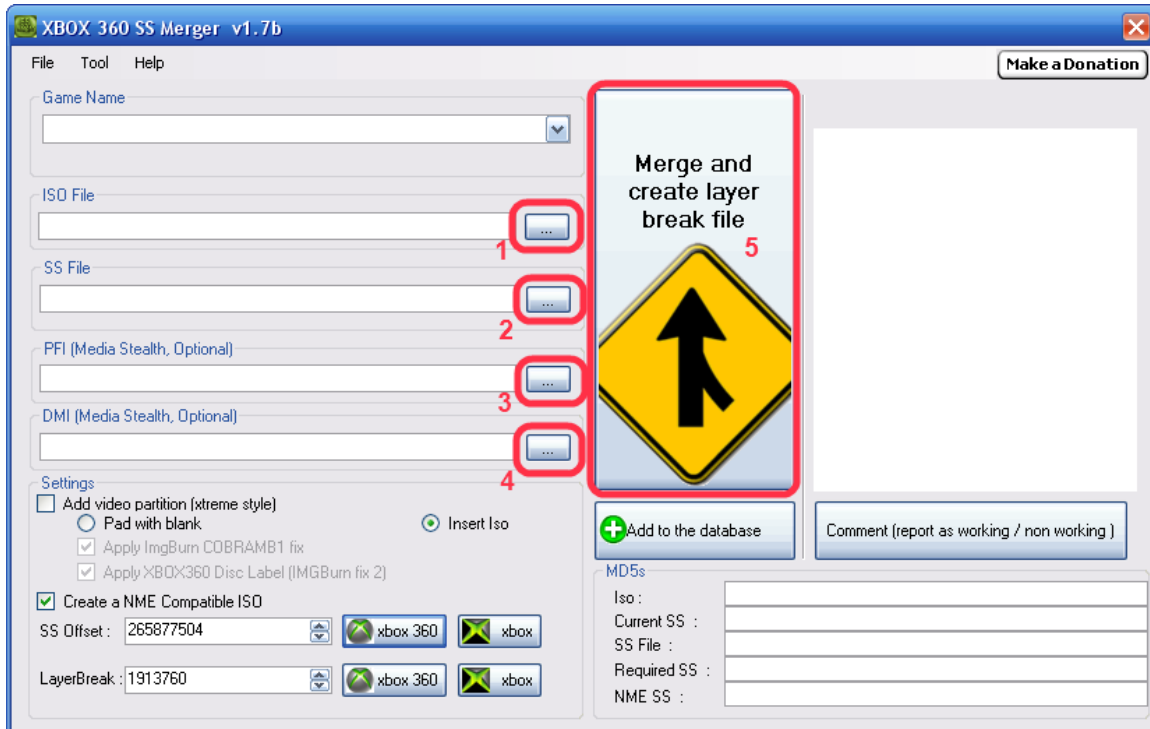 XBOX 360 SS Merger v1.7b
File Tool Help
Make a Donation
Game Name
ISO File
...
1
SS File
...
2
PFI (Media Stealth, Optional)
...
3
DMI (Media Stealth, Optional)
...
4
Merge and
create layer
break file
5
Settings
Add video partition (xtreme style)
Pad with blank
Insert Iso
Apply ImgBurn COBRAMB1 fix
Apply XBOX360 Disc Label (IMGBurn fix 2)
Create a NME Compatible ISO
SS Offset : 265877504 xbox 360 xbox
LayerBreak : 1913760 xbox 360 xbox
Add to the database
Comment (report as working / non working )
MD5s
Iso :
Current SS :
SS File :
Required SS :
NME SS :